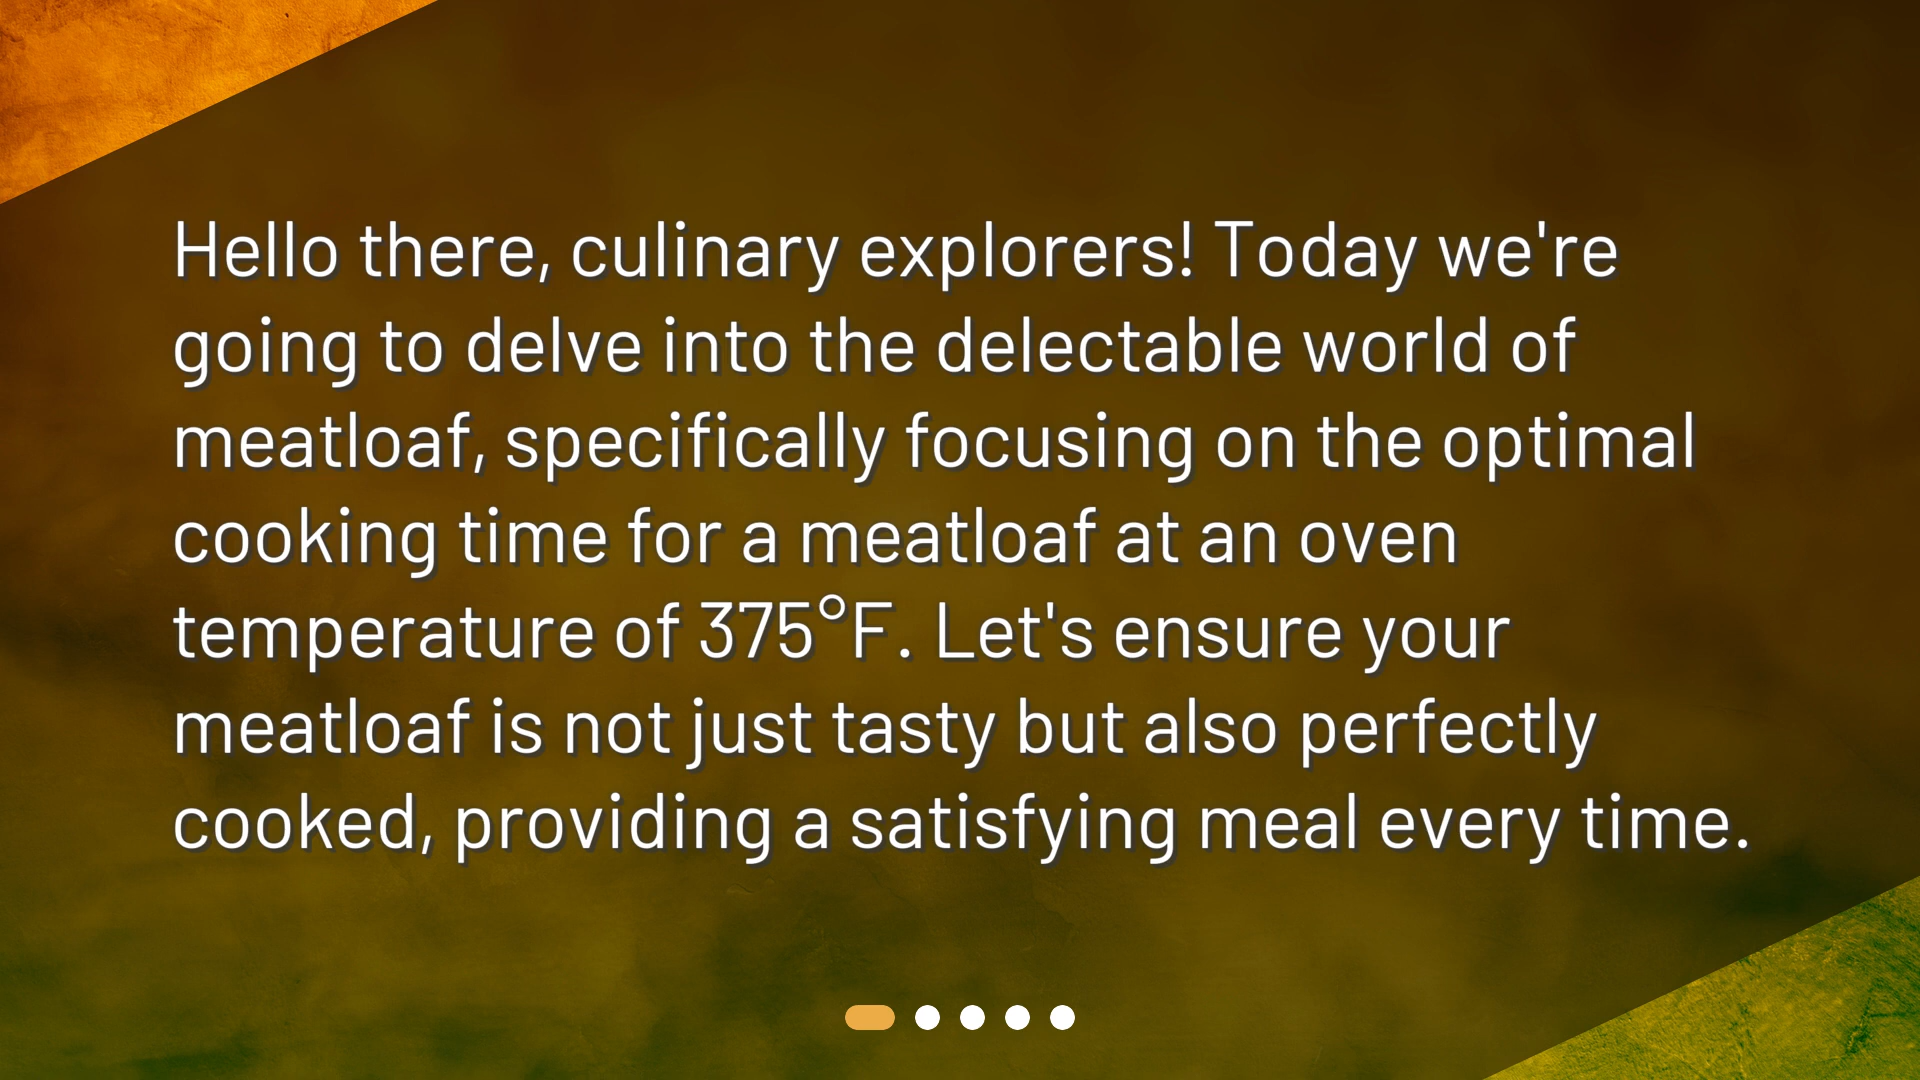 Hello there, culinary explorers! Today we're
going to delve into the delectable world of
meatloaf, specifically focusing on the optimal
cooking time for a meatloaf at an oven
temperature of 375°F. Let's ensure your
meatloaf is not just tasty but also perfectly
cooked, providing a satisfying meal every time.